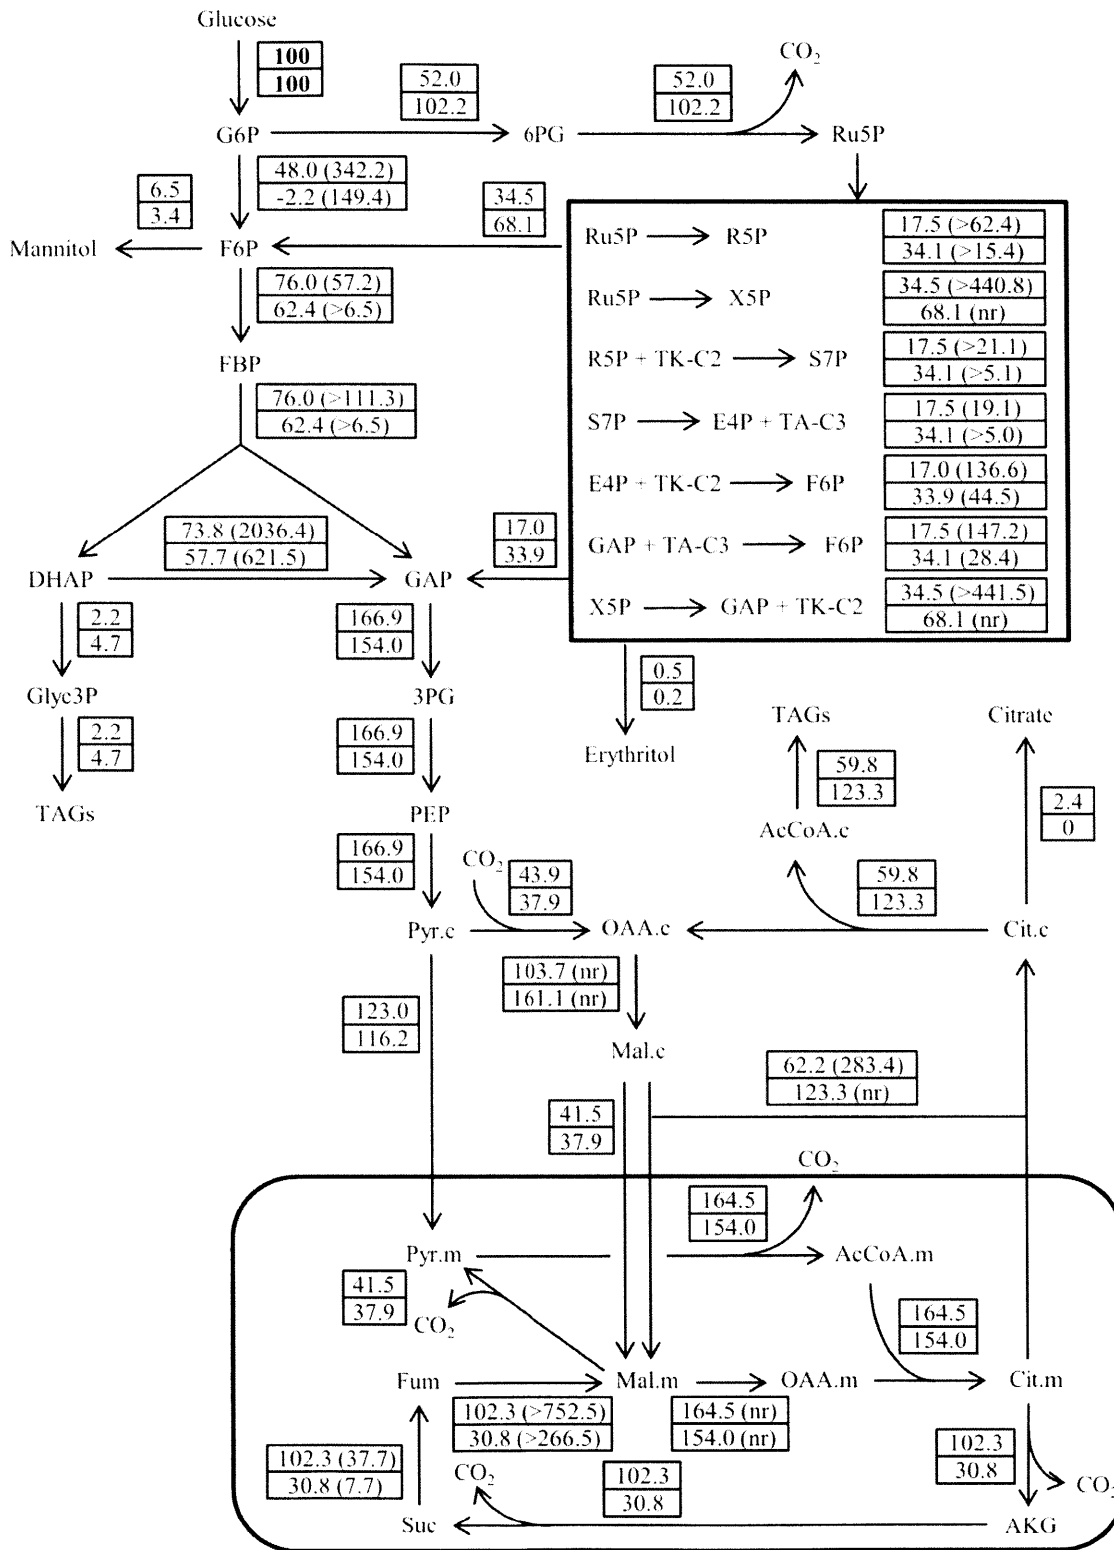 Glucose
100
100
CO2
52.0
102.2
52.0
102.2
G6P
6PG
Ru5P
48.0 (342.2)
-2.2 (149.4)
6.5
3.4
34.5
68.1
Mannitol
F6P
76.0 (57.2)
62.4 (>6.5)
FBP
76.0 (>111.3)
62.4 (>6.5)
Ru5P R5P
17.5 (>62.4)
34.1 (>15.4)
Ru5P X5P
34.5 (>440.8)
68.1 (nr)
R5P + TK-C2 S7P
17.5 (>21.1)
34.1 (>5.1)
S7P E4P + TA-C3
17.5 (19.1)
34.1 (>5.0)
E4P + TK-C2 F6P
17.0 (136.6)
33.9 (44.5)
GAP + TA-C3 F6P
17.5 (147.2)
34.1 (28.4)
X5P GAP + TK-C2
34.5 (>441.5)
68.1 (nr)
73.8 (2036.4)
57.7 (621.5)
17.0
33.9
DHAP
GAP
2.2
4.7
166.9
154.0
Glyc3P
3PG
0.5
0.2
2.2
4.7
166.9
154.0
Erythritol
TAGs
Citrate
TAGs
PEP
59.8
123.3
2.4
0
AcCoA.c
166.9
154.0
CO2
43.9
37.9
59.8
123.3
Pyr.c
OAA.c
Cit.c
103.7 (nr)
161.1 (nr)
123.0
116.2
Mal.c
62.2 (283.4)
123.3 (nr)
41.5
37.9
CO2
164.5
154.0
Pyr.m
AcCoA.m
41.5
37.9
CO2
164.5
154.0
Fum
Mal.m
OAA.m
Cit.m
102.3 (>752.5)
30.8 (>266.5)
164.5 (nr)
154.0 (nr)
102.3 (37.7)
30.8 (7.7)
CO2
102.3
30.8
102.3
30.8
CO2
Suc
AKG